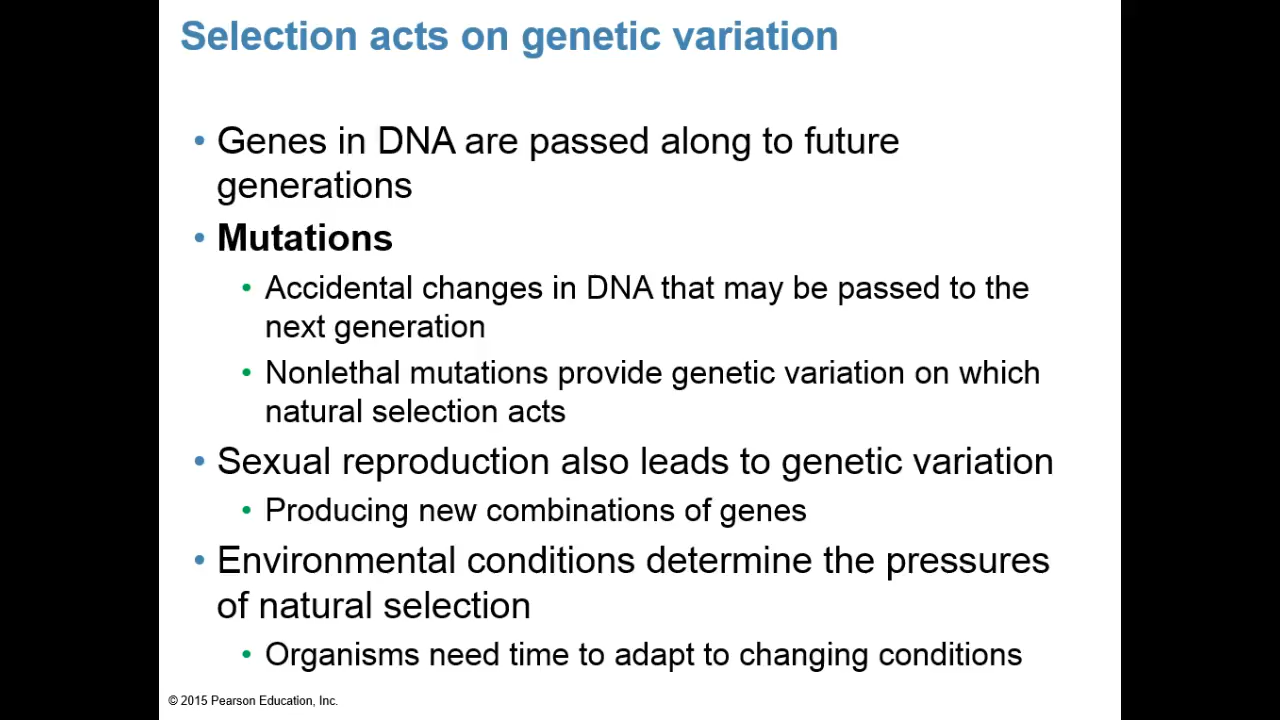 Selection acts on genetic variation
• Genes in DNA are passed along to future
generations
• Mutations
• Accidental changes in DNA that may be passed to the
next generation
• Nonlethal mutations provide genetic variation on which
natural selection acts
• Sexual reproduction also leads to genetic variation
• Producing new combinations of genes
• Environmental conditions determine the pressures
of natural selection
• Organisms need time to adapt to changing conditions
© 2015 Pearson Education, Inc.